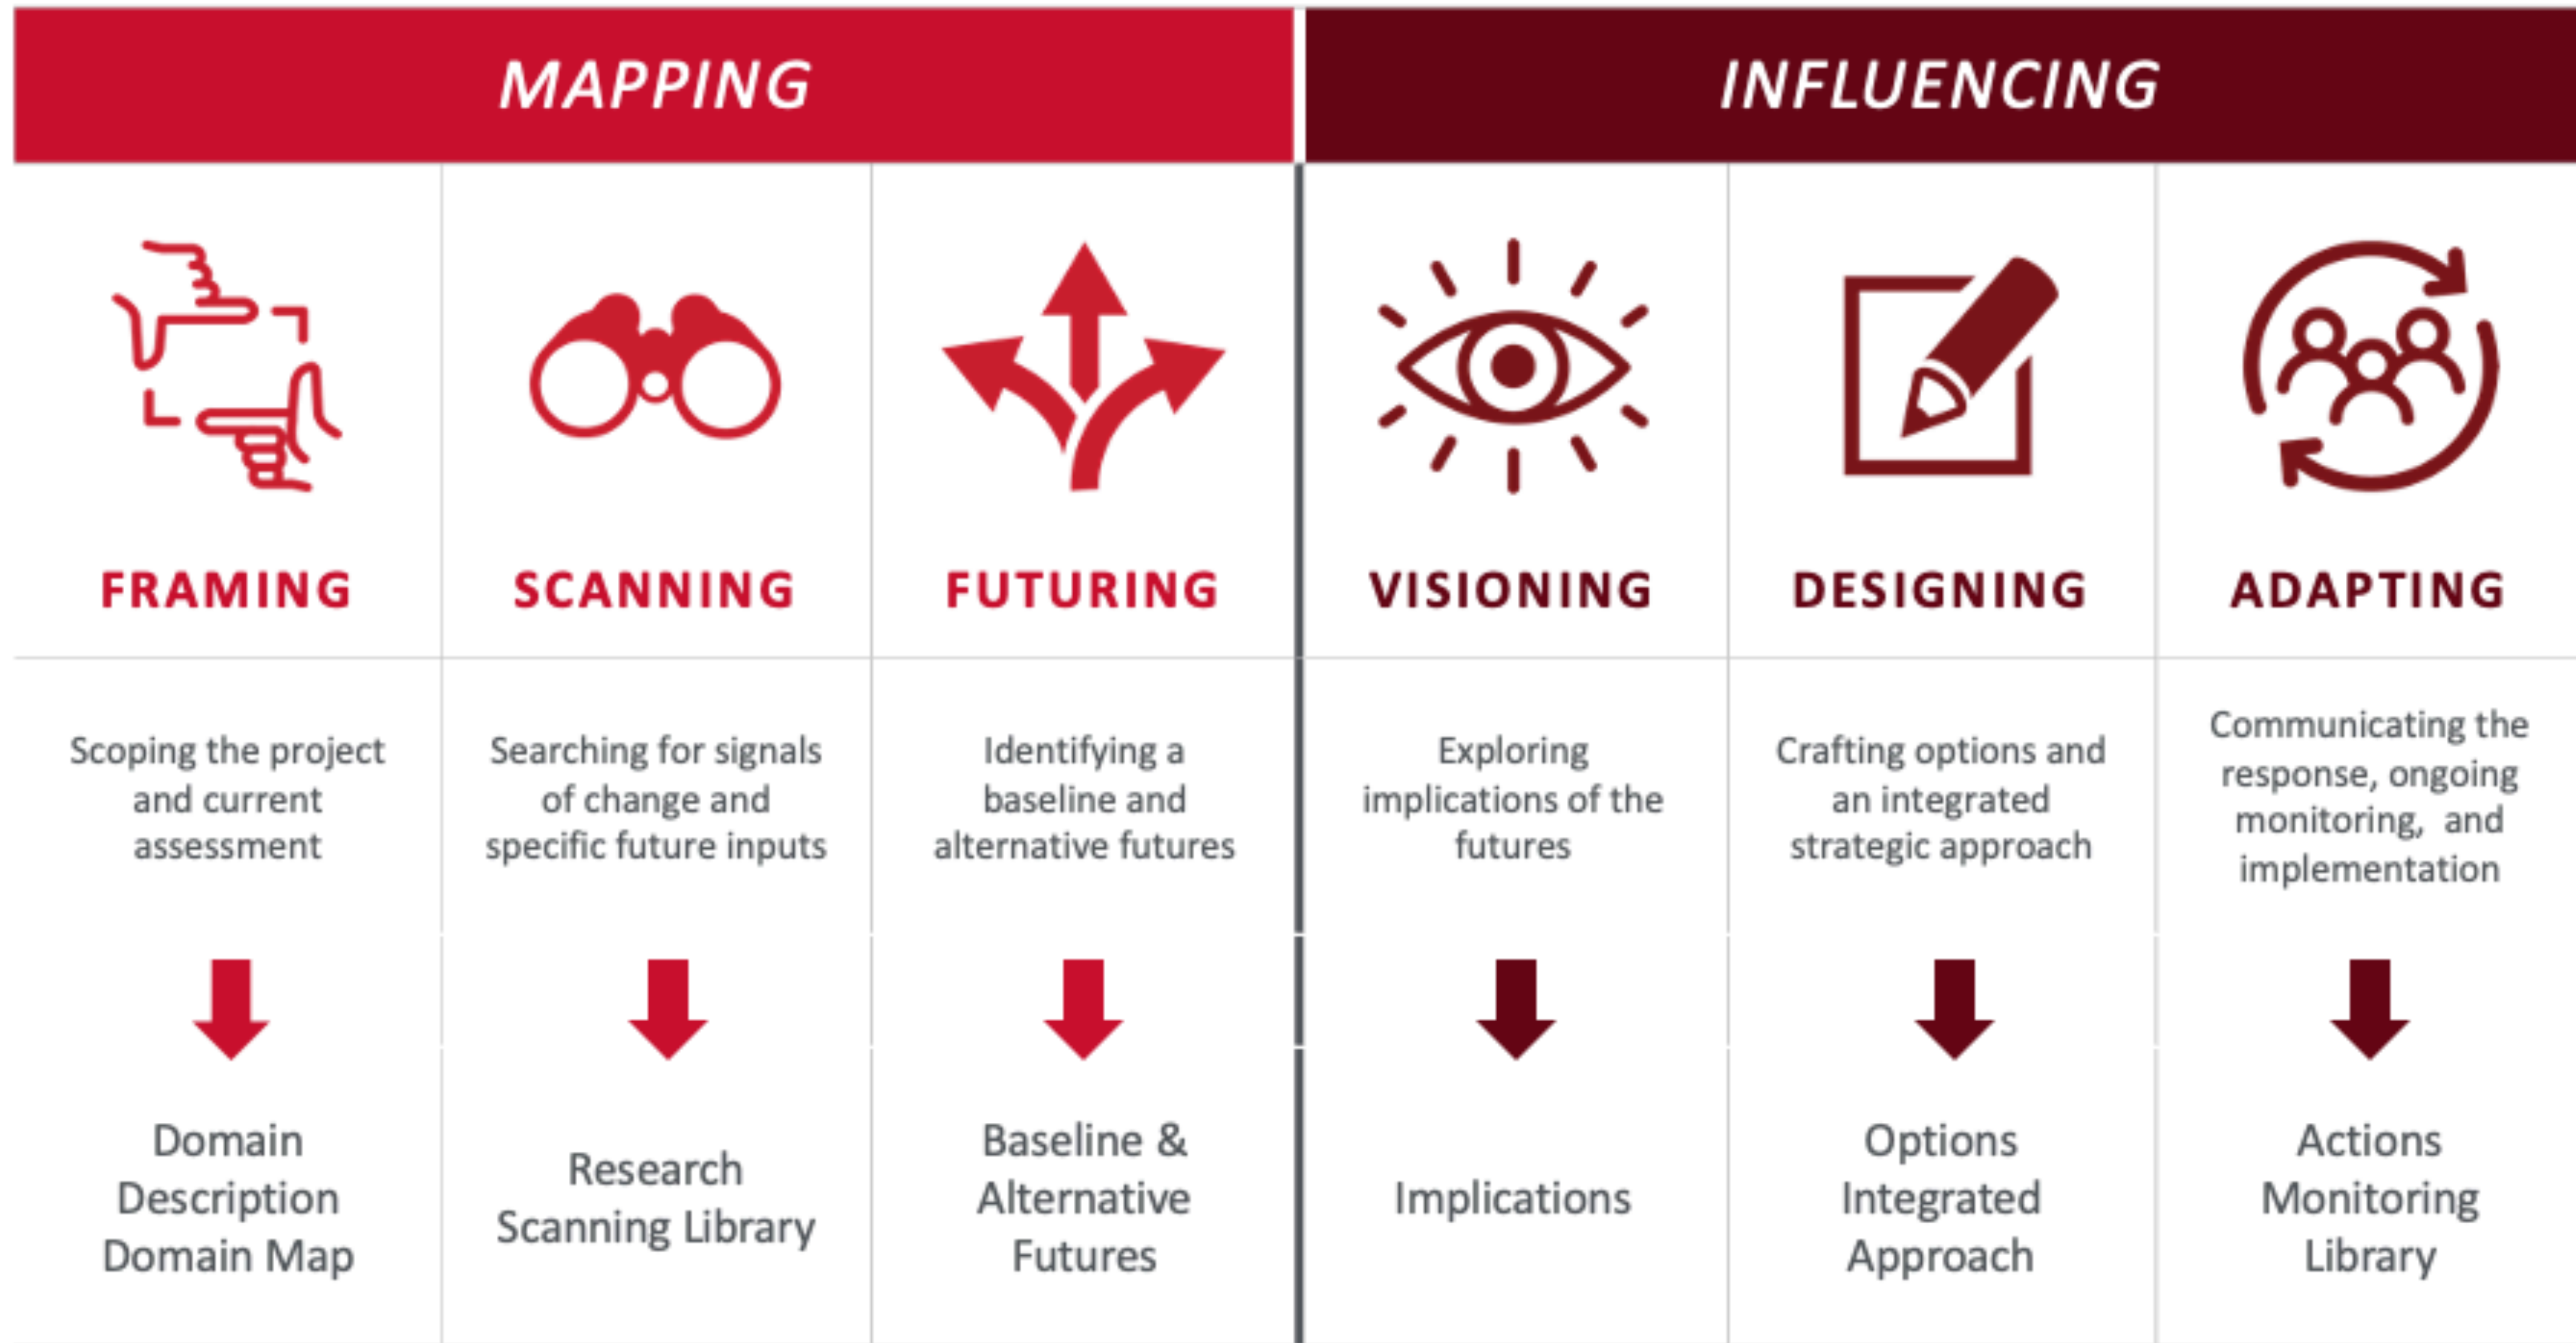 MAPPING
INFLUENCING
FRAMING
SCANNING
FUTURING
VISIONING
DESIGNING
ADAPTING
Scoping the project
and current
assessment
Searching for signals
of change and
specific future inputs
Identifying a
baseline and
alternative futures
Exploring
implications of the
futures
Crafting options and
an integrated
strategic approach
Communicating the
response, ongoing
monitoring,  and
implementation
Domain
Description
Domain Map
Research
Scanning Library
Baseline &
Alternative
Futures
Implications
Options
Integrated
Approach
Actions
Monitoring
Library